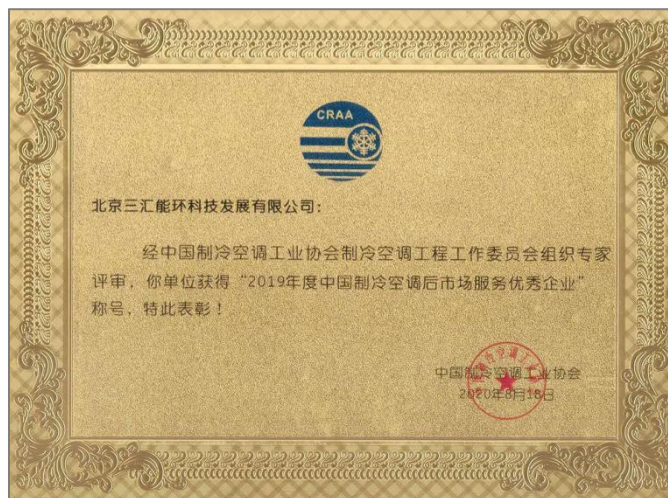 CRAA
北京三汇能环科技发展有限公司：
经中国制冷空调工业协会制冷空调工程工作委员会组织专家
评审，你单位获得“2019年度中国制冷空调后市场服务优秀企业”
称号，特此表彰！
中国制冷空调工业协会
2020年8月18日